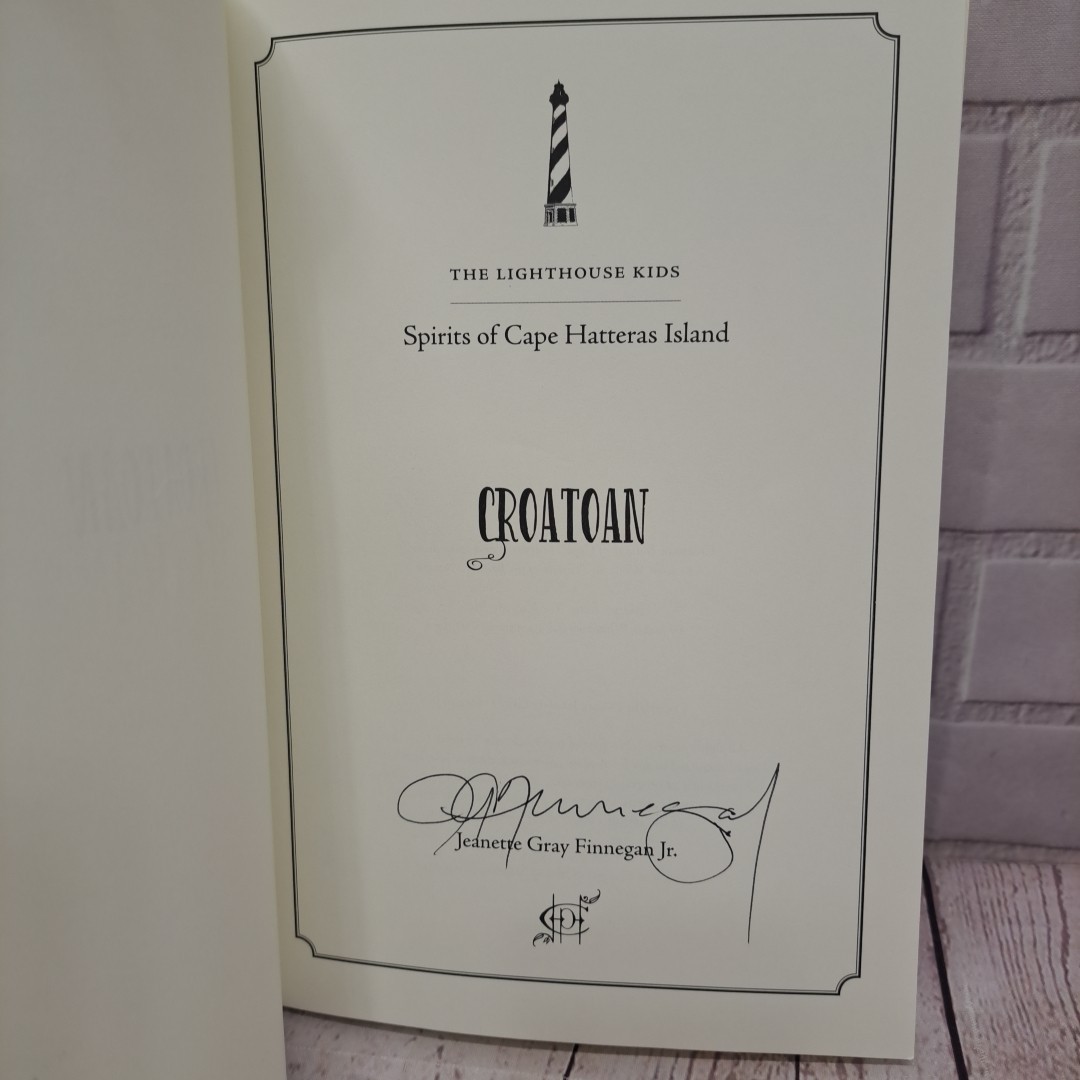 THE LIGHTHOUSE KIDS
Spirits of Cape Hatteras Island
CROATOAN
Jeanette Gray Finnegan Jr.